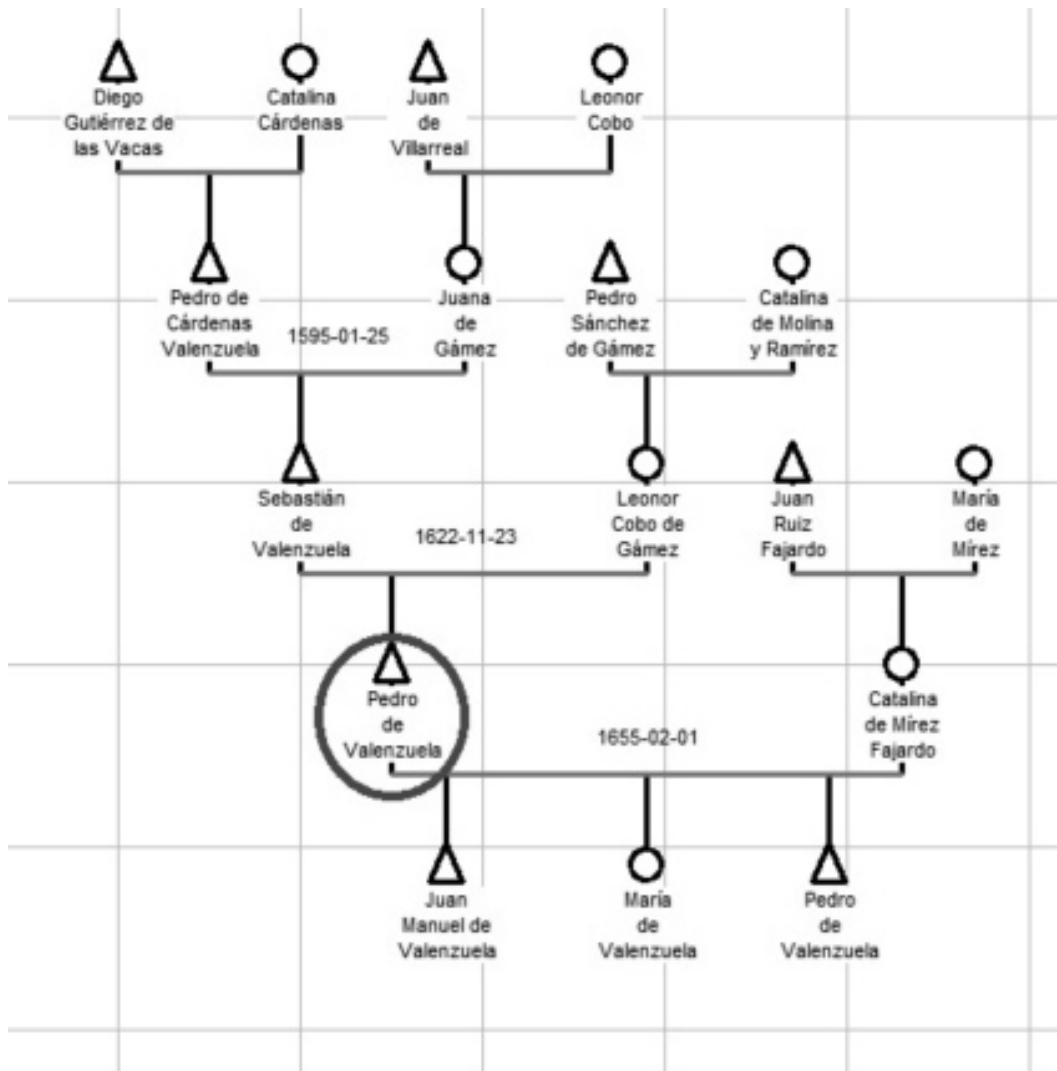 Diego
Gutiérrez de
las Vacas
Catalina
Cárdenas
Juan
de
Villarreal
Leonor
Cobo
Pedro de
Cárdenas
Valenzuela
1595-01-25
Juana
de
Gámez
Pedro
Sánchez
de Gámez
Catalina
de Molina
y Ramírez
Sebastián
de
Valenzuela
1622-11-23
Leonor
Cobo de
Gámez
Juan
Ruiz
Fajardo
María
de
Mírez
Pedro
de
Valenzuela
1655-02-01
Catalina
de Mírez
Fajardo
Juan
Manuel de
Valenzuela
María
de
Valenzuela
Pedro
de
Valenzuela